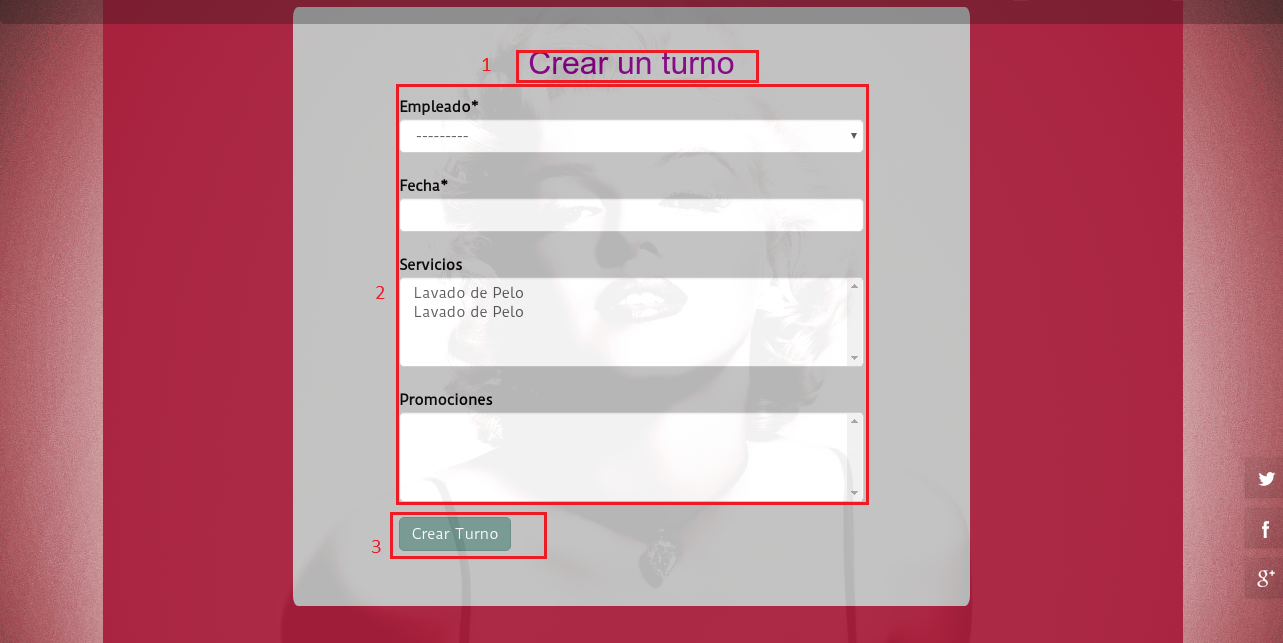 1
Crear un turno
Empleado*
---------
Fecha*
Servicios
2
Lavado de Pelo
Lavado de Pelo
Promociones
Crear Turno
3